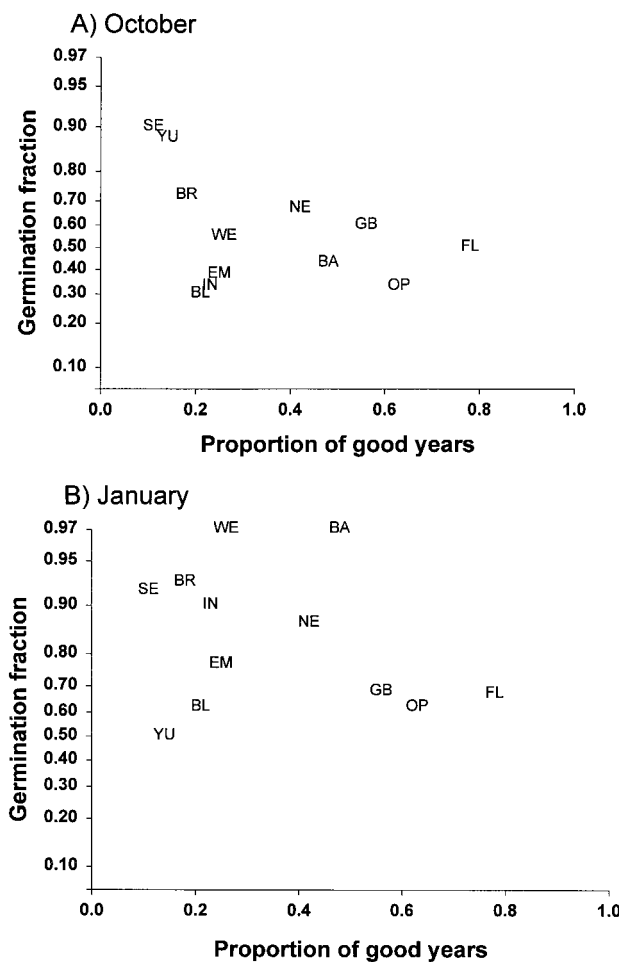 A) October
Germination fraction
0.97
0.95
0.90
0.80
0.70
0.60
0.50
0.40
0.30
0.20
0.10
SE
YU
BR
NE
WE
GB
FL
BA
EM
IN
OP
BL
0.0 0.2 0.4 0.6 0.8 1.0
Proportion of good years
B) January
Germination fraction
0.97
0.95
0.90
0.80
0.70
0.60
0.50
0.40
0.30
0.20
0.10
WE BA
BR
SE
IN
NE
EM
GB FL
BL OP
YU
0.0 0.2 0.4 0.6 0.8 1.0
Proportion of good years